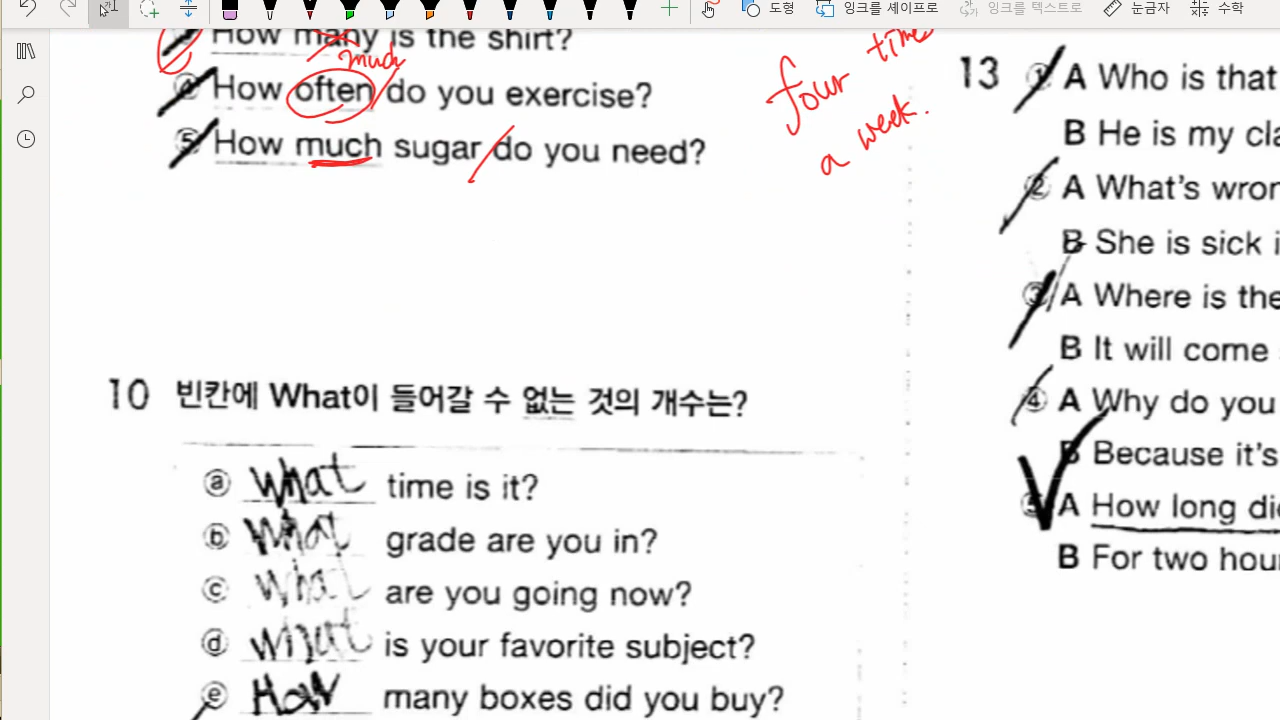 도형
잉크를 셰이프로
잉크를 텍스트로
눈금자
수학
How many is the shirt?
much
④ How often do you exercise?
⑤ How much sugar do you need?
four time
a week.
10 빈칸에 What이 들어갈 수 없는 것의 개수는?
ⓐ What time is it?
ⓑ What grade are you in?
ⓒ What are you going now?
ⓓ What is your favorite subject?
ⓔ How many boxes did you buy?
13 ① A Who is that
B He is my cla
② A What's wron
B She is sick i
③ A Where is the
B It will come
④ A Why do you
B Because it's
⑤ A How long did
B For two hou